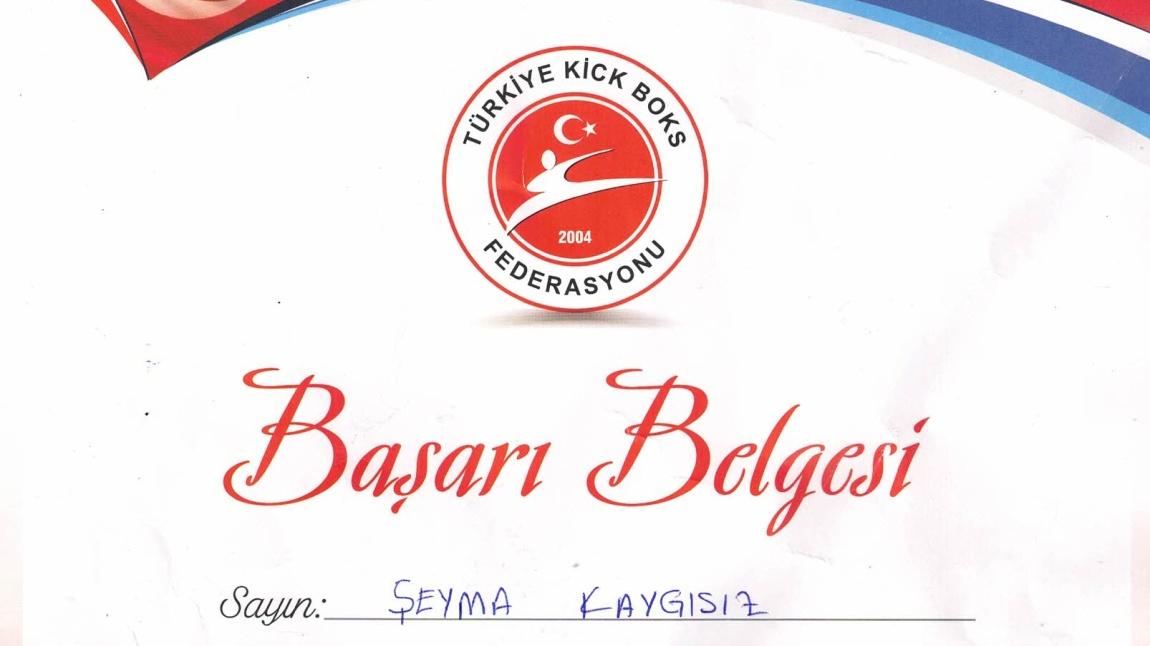 TÜRKİYE KİCK BOKS
2004
FEDERASYONU
Başarı Belgesi
Sayın: ŞEYMA KAYGISIZ